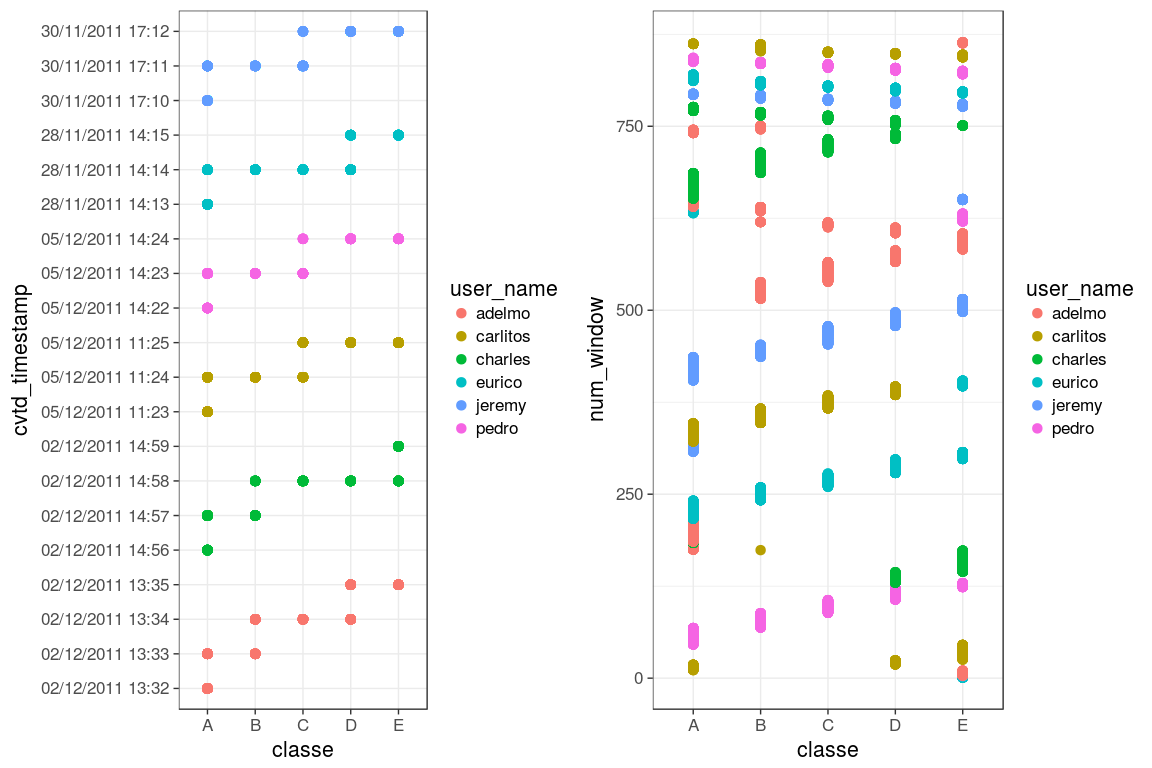 cvtd_timestamp
30/11/2011 17:12
30/11/2011 17:11
30/11/2011 17:10
28/11/2011 14:15
28/11/2011 14:14
28/11/2011 14:13
05/12/2011 14:24
05/12/2011 14:23
05/12/2011 14:22
05/12/2011 11:25
05/12/2011 11:24
05/12/2011 11:23
02/12/2011 14:59
02/12/2011 14:58
02/12/2011 14:57
02/12/2011 14:56
02/12/2011 13:35
02/12/2011 13:34
02/12/2011 13:33
02/12/2011 13:32
A B C D E
classe
user_name
adelmo
carlitos
charles
eurico
jeremy
pedro
num_window
750
500
250
0
A B C D E
classe
user_name
adelmo
carlitos
charles
eurico
jeremy
pedro